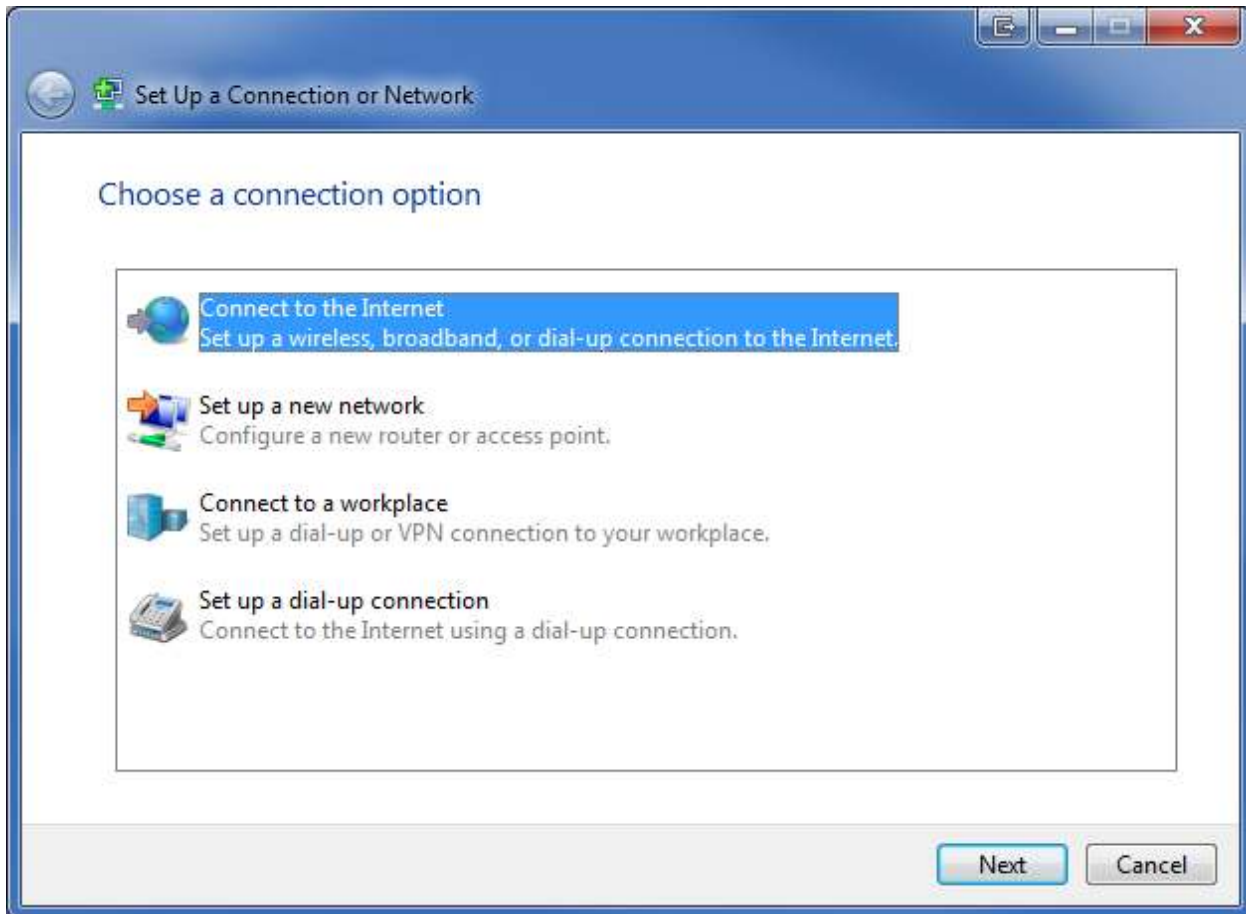 Set Up a Connection or Network
Choose a connection option
Connect to the Internet
Set up a wireless, broadband, or dial-up connection to the Internet.
Set up a new network
Configure a new router or access point.
Connect to a workplace
Set up a dial-up or VPN connection to your workplace.
Set up a dial-up connection
Connect to the Internet using a dial-up connection.
Next
Cancel